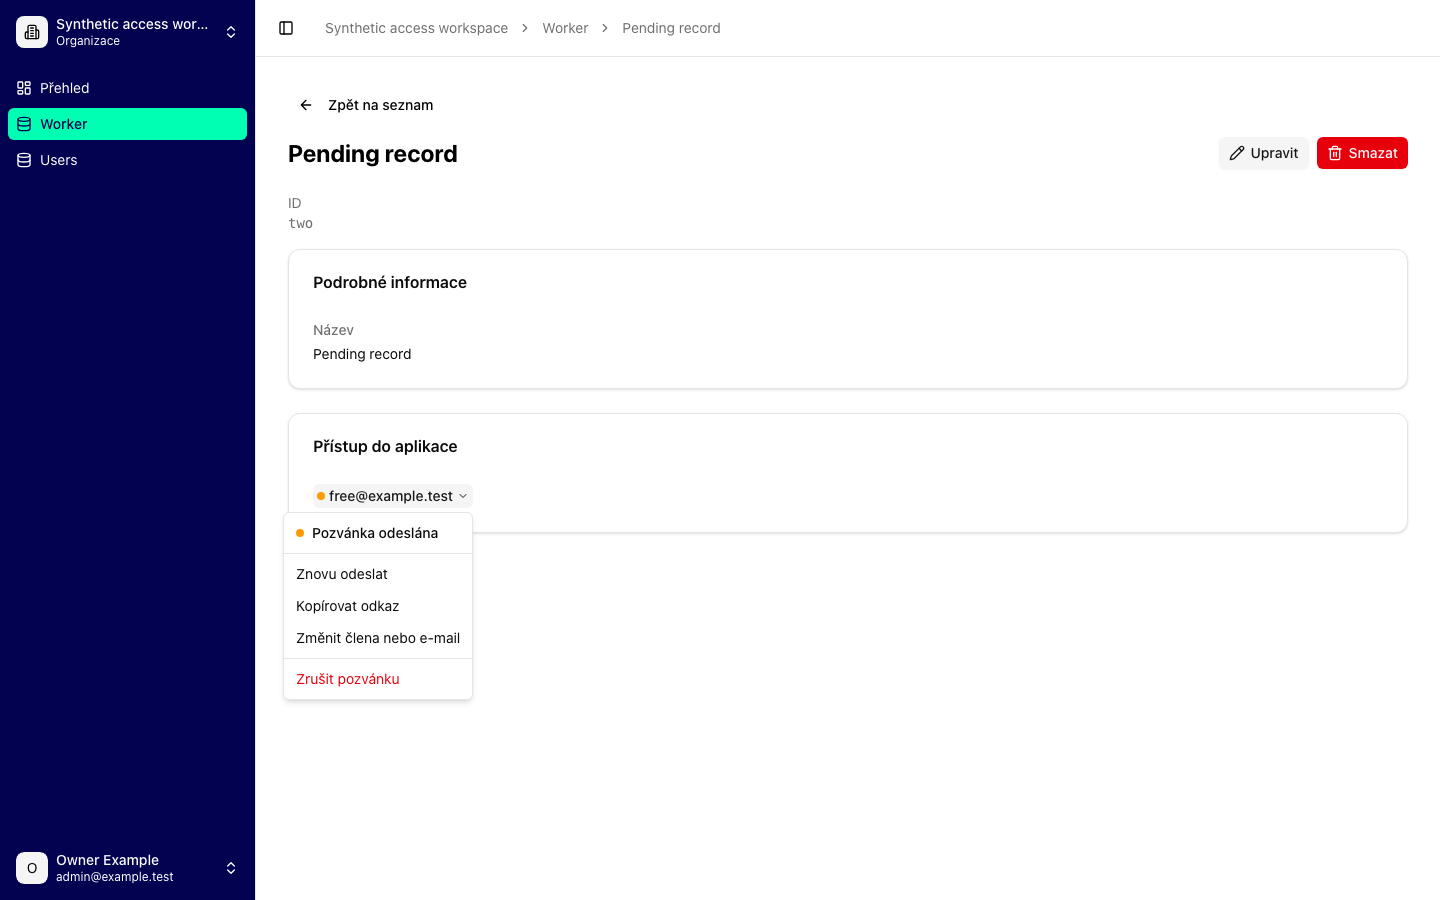 Synthetic access wor...
Organizace
Přehled
Worker
Users
Owner Example
admin@example.test
O
Synthetic access workspace > Worker > Pending record
Zpět na seznam
Pending record
Upravit
Smazat
ID
two
Podrobné informace
Název
Pending record
Přístup do aplikace
free@example.test
Pozvánka odeslána
Znovu odeslat
Kopírovat odkaz
Změnit člena nebo e-mail
Zrušit pozvánku